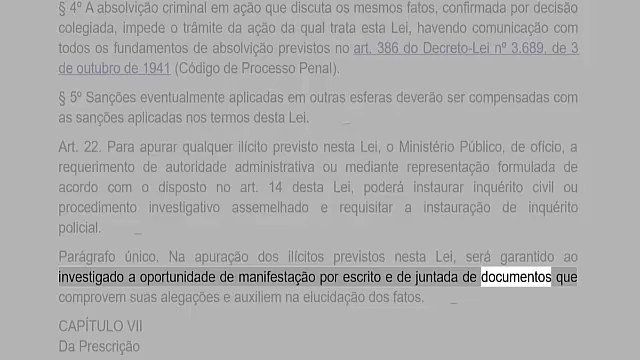 § 4º A absolvição criminal em ação que discuta os mesmos fatos, confirmada por decisão
colegiada, impede o trâmite da ação da qual trata esta Lei, havendo comunicação com
todos os fundamentos de absolvição previstos no art. 386 do Decreto-Lei nº 3.689, de 3
de outubro de 1941 (Código de Processo Penal).
§ 5º Sanções eventualmente aplicadas em outras esferas deverão ser compensadas com
as sanções aplicadas nos termos desta Lei.
Art. 22. Para apurar qualquer ilícito previsto nesta Lei, o Ministério Público, de ofício, a
requerimento de autoridade administrativa ou mediante representação formulada de
acordo com o disposto no art. 14 desta Lei, poderá instaurar inquérito civil ou
procedimento investigativo assemelhado e requisitar a instauração de inquérito
policial.
Parágrafo único. Na apuração dos ilícitos previstos nesta Lei, será garantido ao
investigado a oportunidade de manifestação por escrito e de juntada de documentos que
comprovem suas alegações e auxiliem na elucidação dos fatos.
CAPÍTULO VII
Da Prescrição